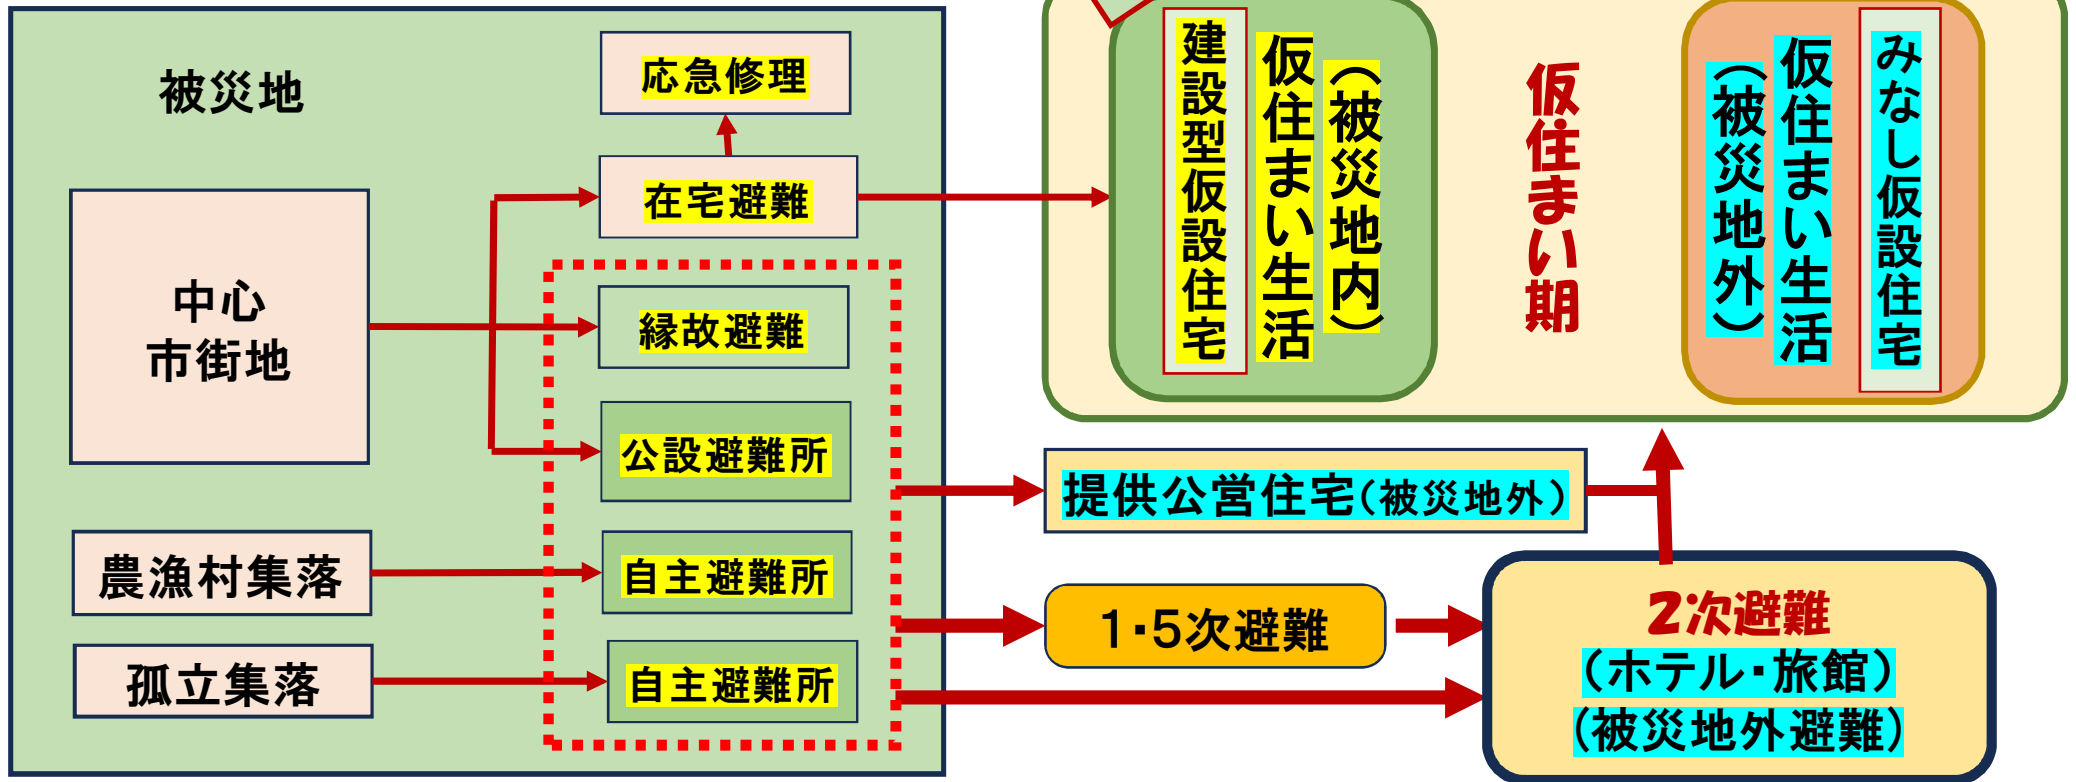 被災地
中心
市街地
農漁村集落
孤立集落
応急修理
在宅避難
縁故避難
公設避難所
自主避難所
自主避難所
建設型仮設住宅
仮住まい生活
（被災地内）
仮住まい期
みなし仮設住宅
仮住まい生活
（被災地外）
提供公営住宅（被災地外）
1・5次避難
2次避難
（ホテル・旅館）
（被災地外避難）